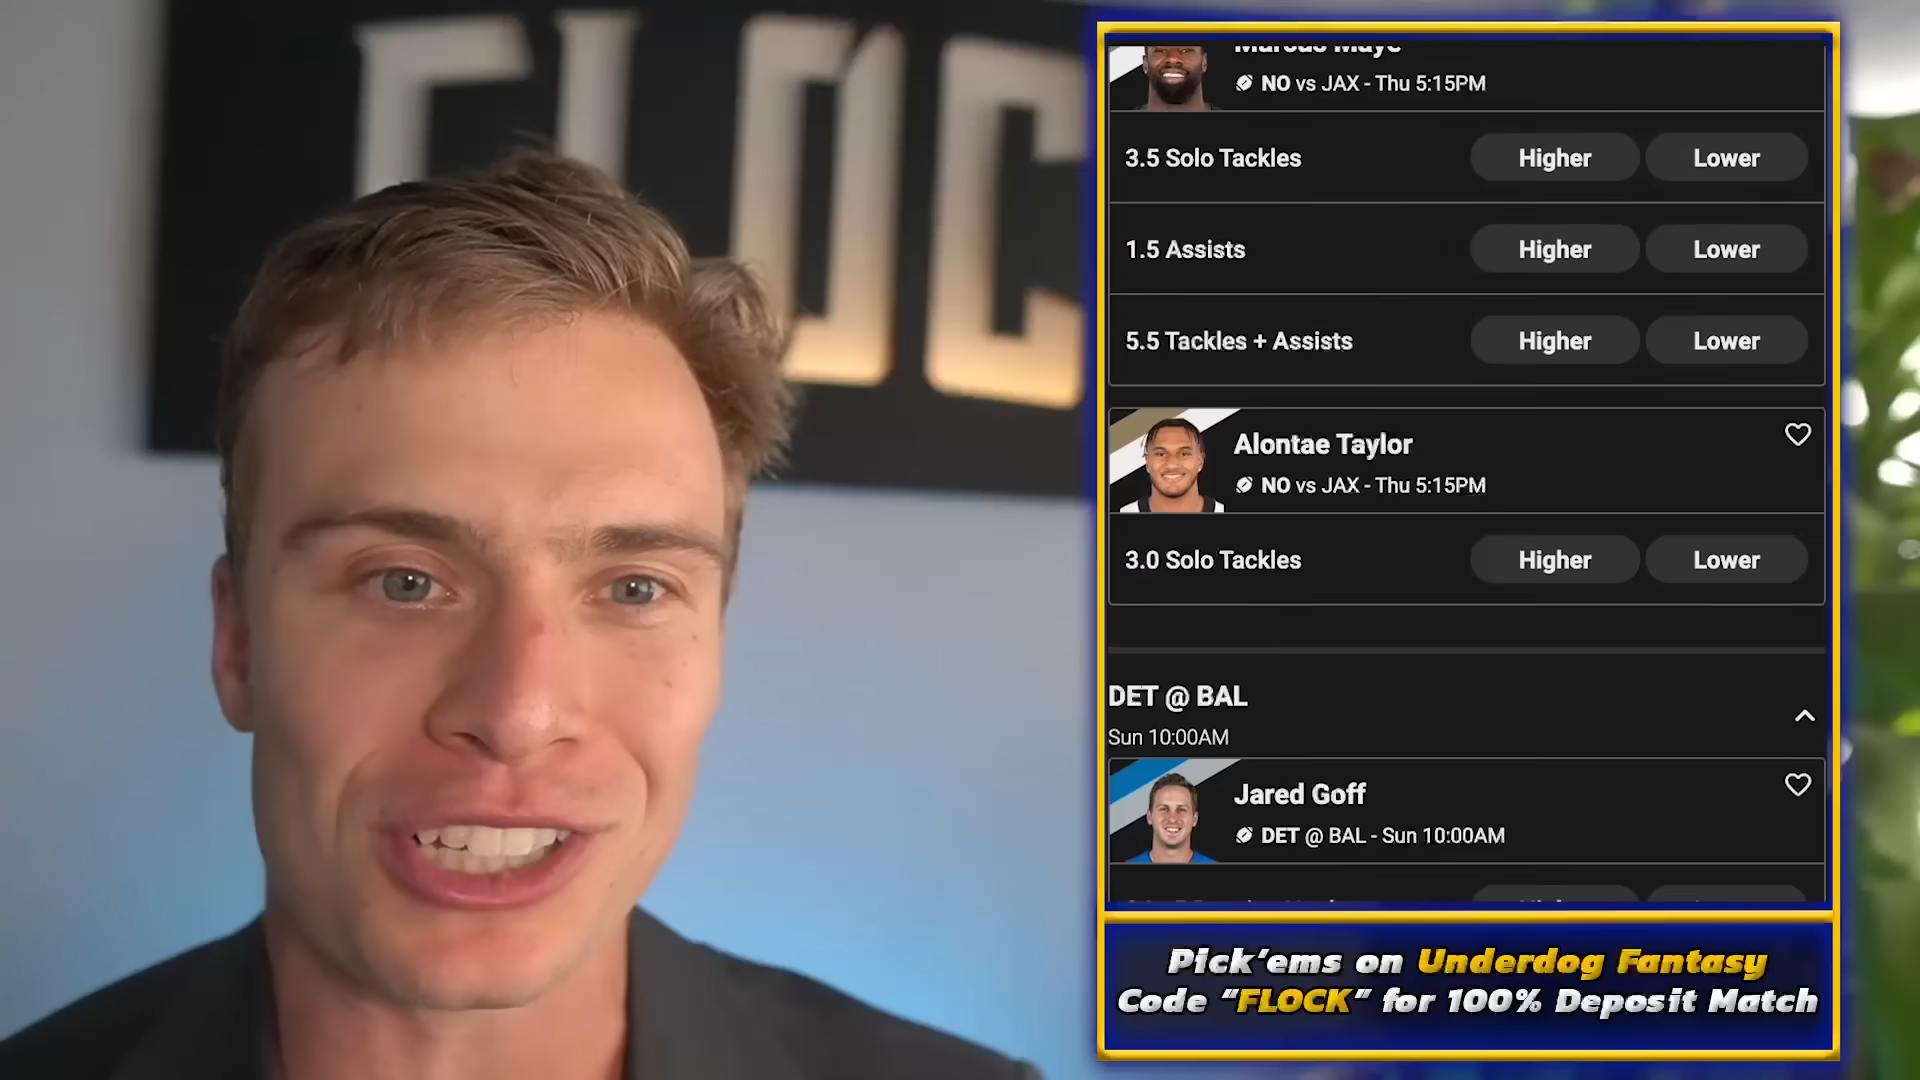 FLOC
Marcus Maye
NO vs JAX - Thu 5:15PM
3.5 Solo Tackles
Higher
Lower
1.5 Assists
Higher
Lower
5.5 Tackles + Assists
Higher
Lower
Alontae Taylor
NO vs JAX - Thu 5:15PM
3.0 Solo Tackles
Higher
Lower
DET @ BAL
Sun 10:00AM
Jared Goff
DET @ BAL - Sun 10:00AM
Pick'ems on Underdog Fantasy
Code "FLOCK" for 100% Deposit Match